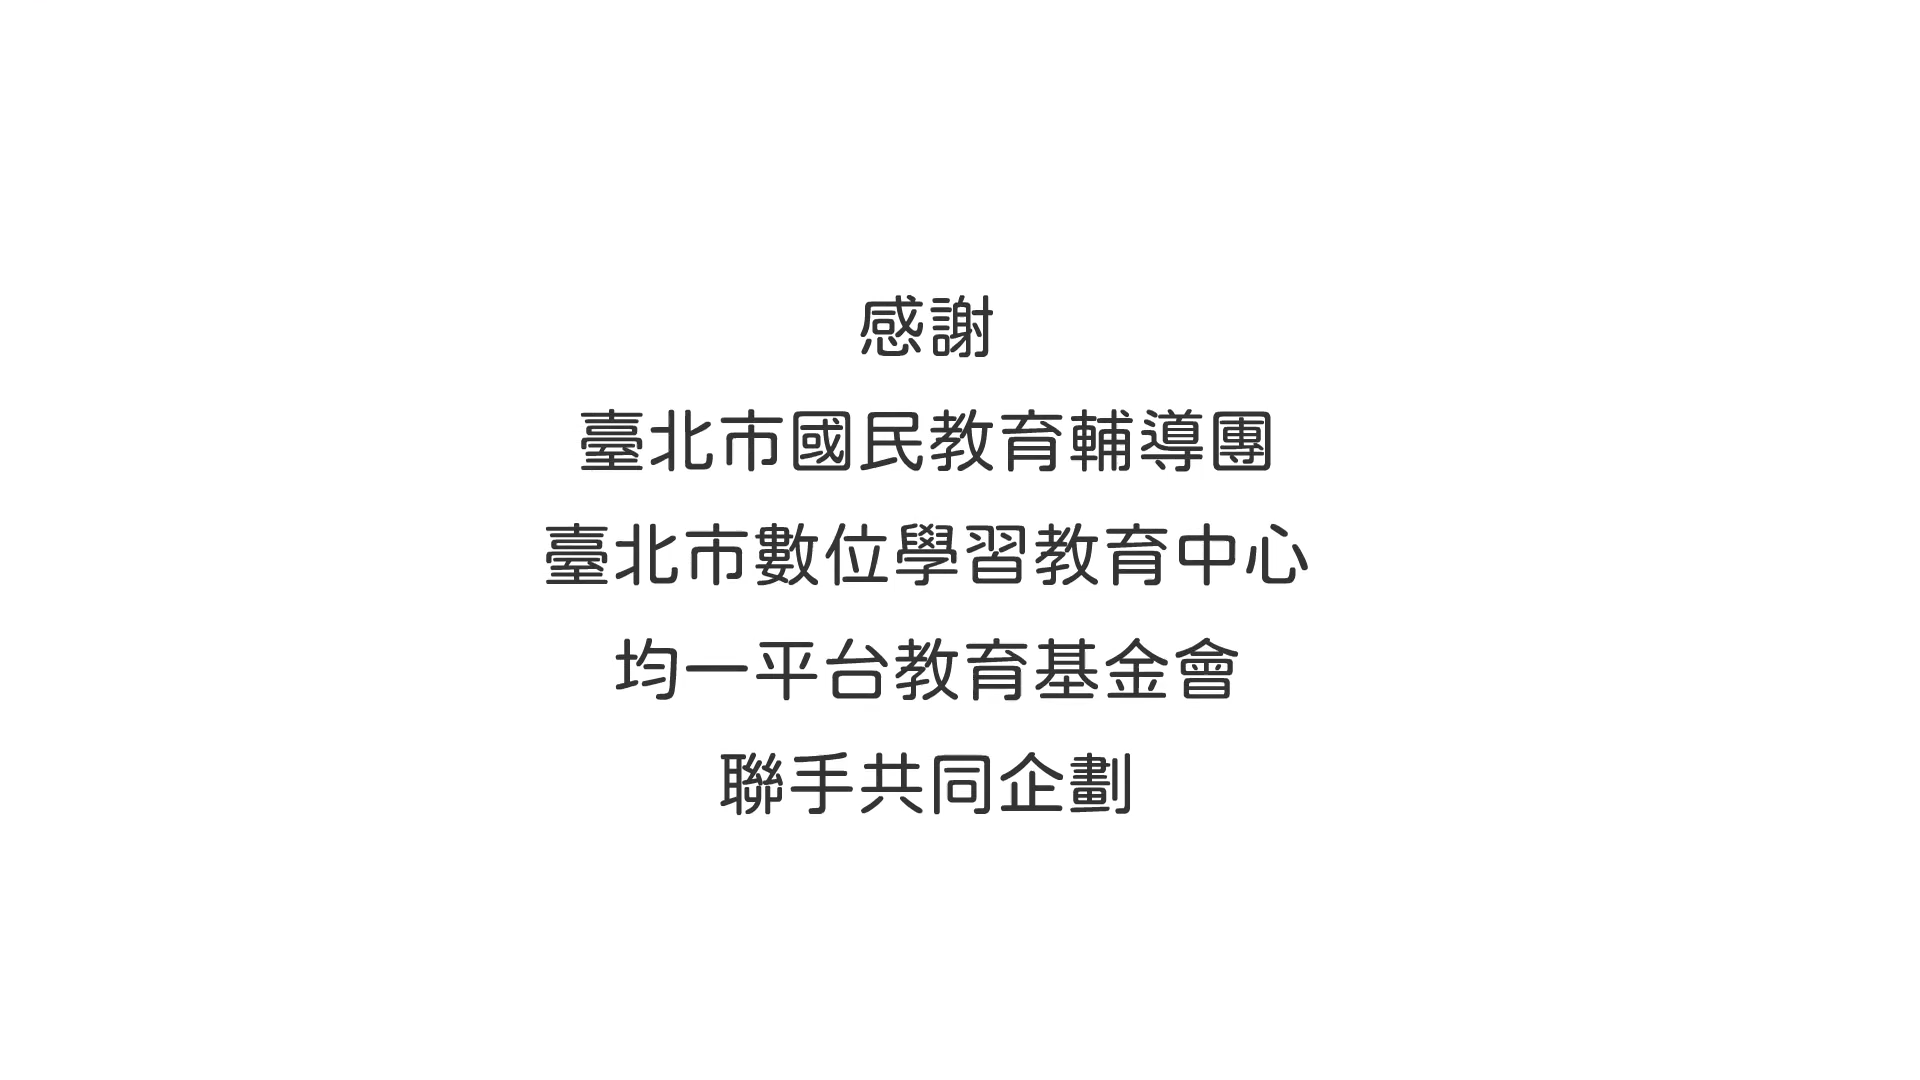 感謝
臺北市國民教育輔導團
臺北市數位學習教育中心
均一平台教育基金會
聯手共同企劃